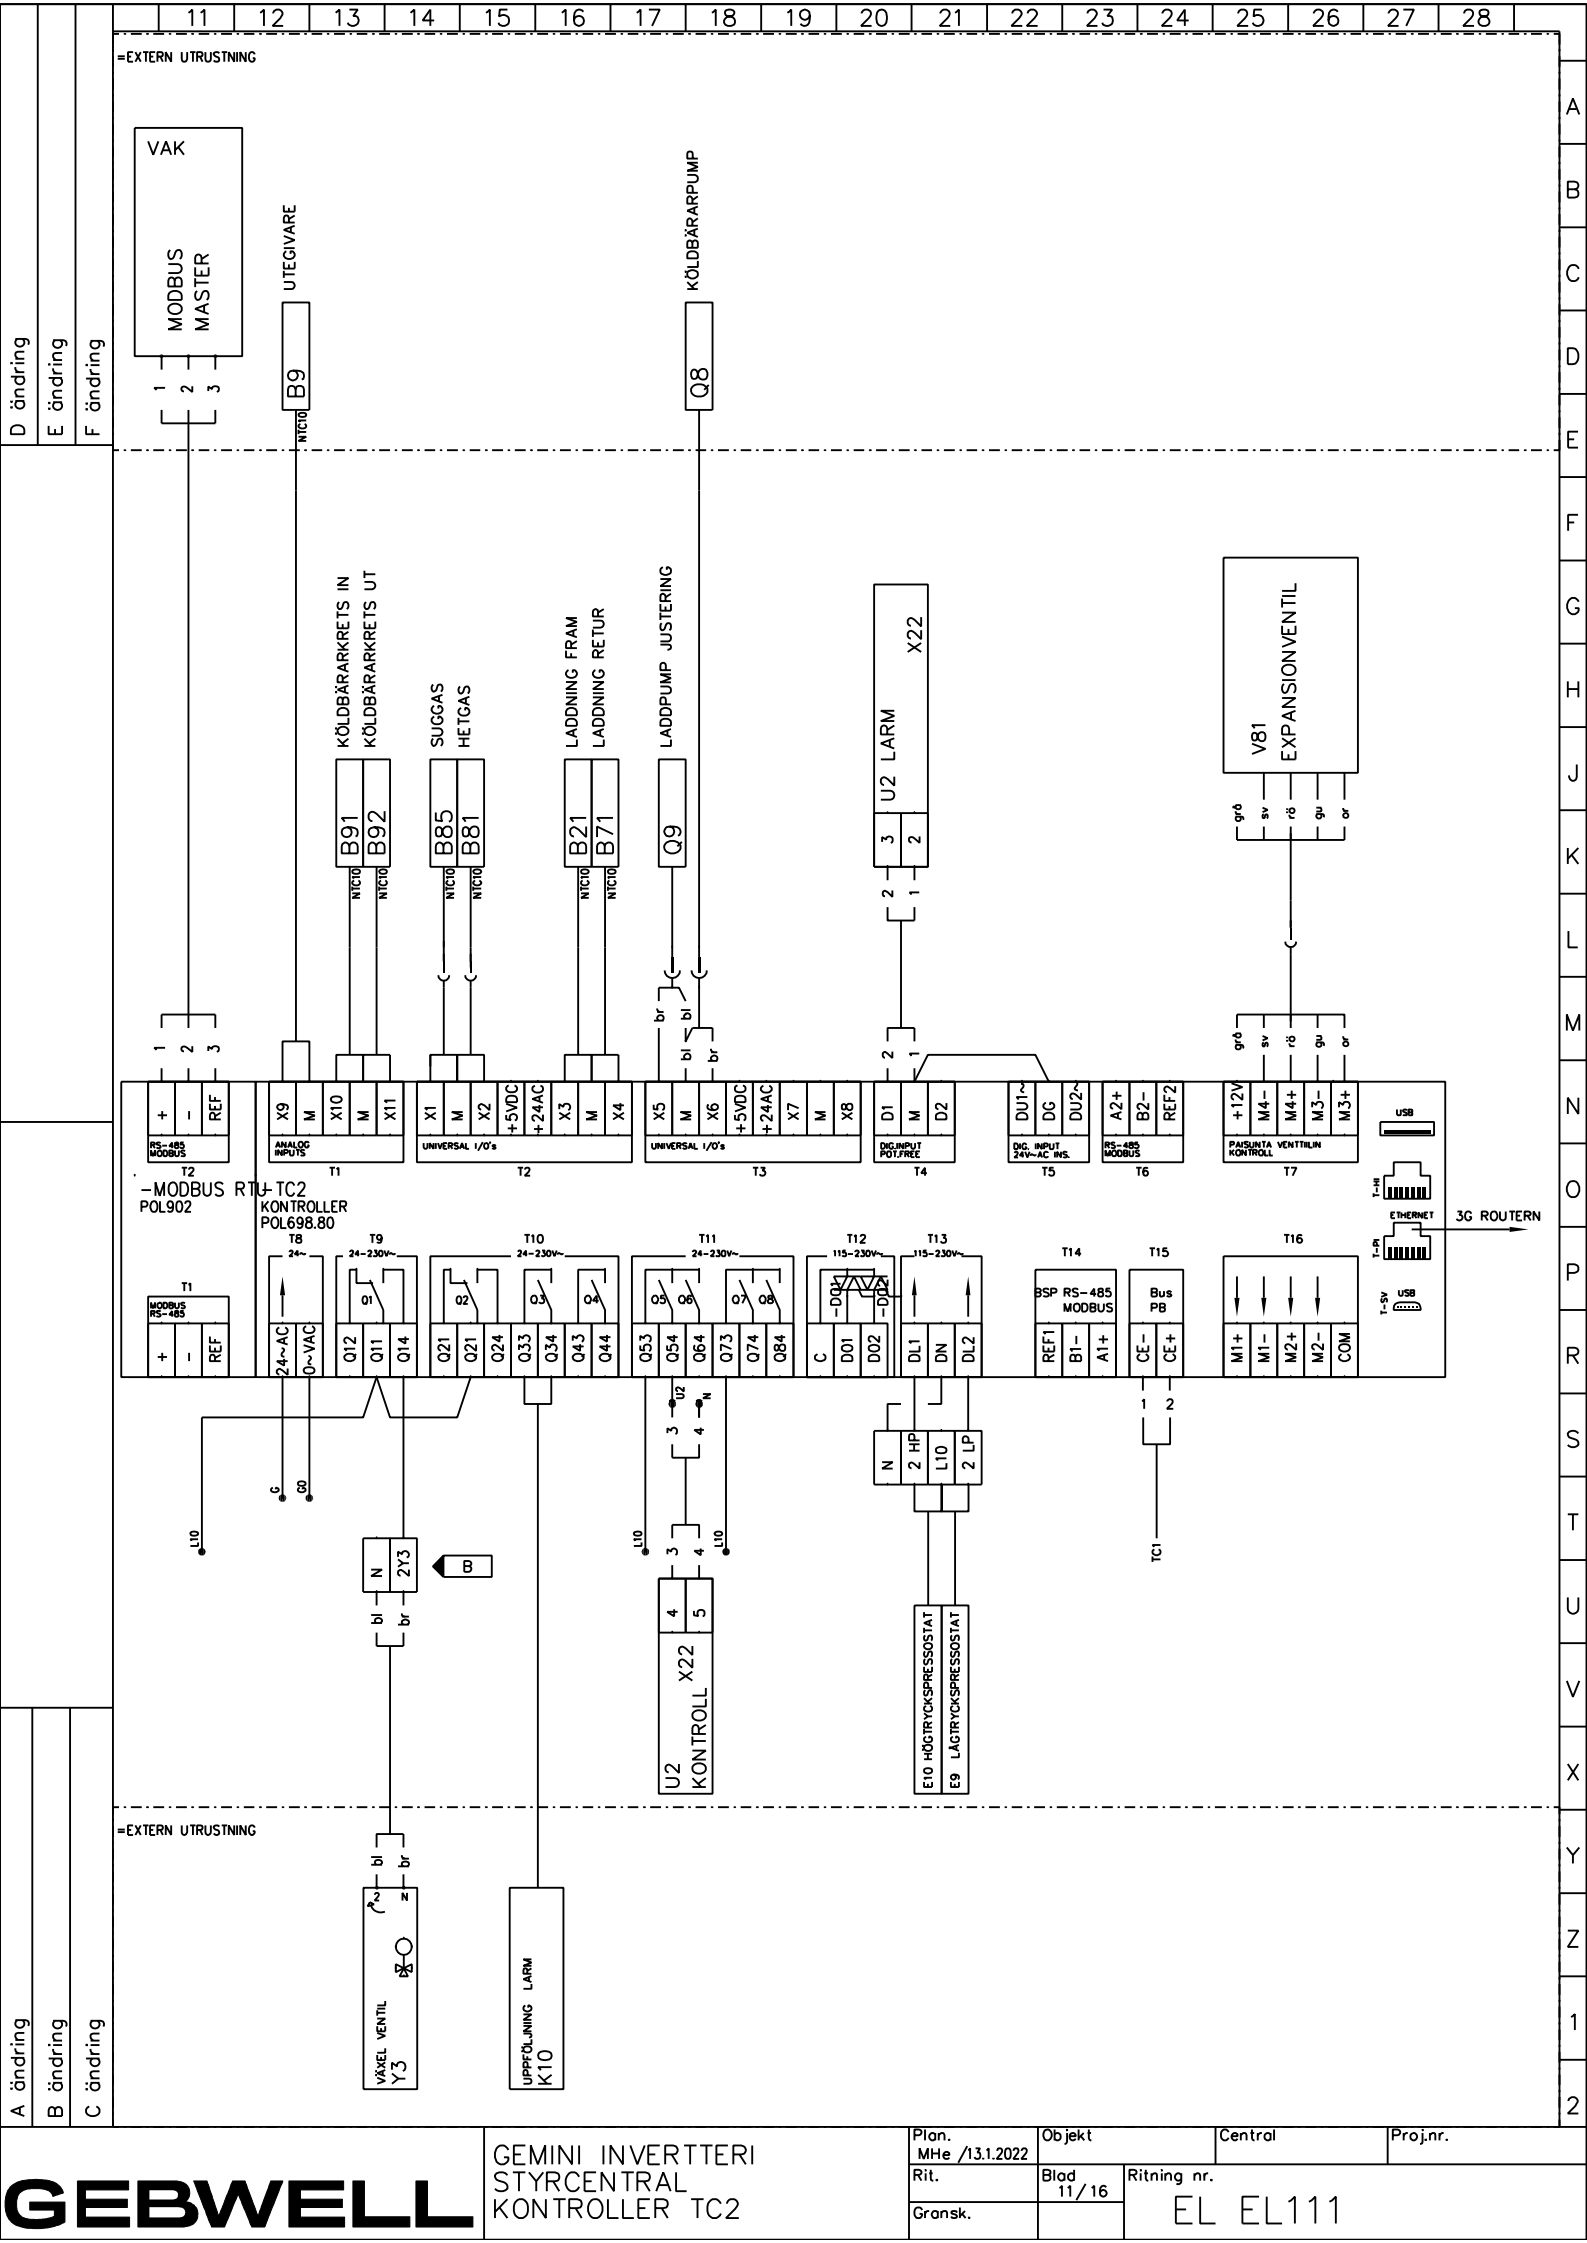 11 12 13 14 15 16 17 18 19 20 21 22 23 24 25 26 27 28
=EXTERN UTRUSTNING
A
B
C
D
E
F
G
H
J
K
L
M
N
O
P
R
S
T
U
V
X
Y
Z
1
2
D ändring
E ändring
F ändring
VAK
MODBUS
MASTER
1 2 3
UTEGIVARE
B9
NTC10
KÖLDBÄRARPUMP
Q8
KÖLDBÄRARKRETS IN
KÖLDBÄRARKRETS UT
B91
B92
NTC10
NTC10
SUGGAS
HETGAS
B85
B81
NTC10
NTC10
LADDNING FRAM
LADDNING RETUR
B21
B71
NTC10
NTC10
LADDPUMP JUSTERING
Q9
U2 LARM
X22
3 2
2 1
V81
EXPANSIONVENTIL
grå sv rö gu or
1 2 3
br bl
bl br
2 1
grå sv rö gu or
+ - REF
X9 M X10 M X11
X1 M X2 +5VDC +24AC X3 M X4
X5 M X6 +5VDC +24AC X7 M X8
D1 M D2
DU1~ DG DU2~
A2+ B2- REF2
+12V M4- M4+ M3- M3+
USB
RS-485
MODBUS
ANALOG
INPUTS
UNIVERSAL I/O's
UNIVERSAL I/O's
DIG.INPUT
POT.FREE
DIG. INPUT
24V~AC INS.
RS-485
MODBUS
PAISUNTA VENTTIILIN
KONTROLL
T2 T1 T2 T3 T4 T5 T6 T7
-MODBUS RTU
POL902
-TC2
KONTROLLER
POL698.80
T-HI
ETHERNET
3G ROUTERN
T-PI
T-SV USB
T8
24~
T9
24-230V~
T10
24-230V~
T11
24-230V~
T12
115-230V~
T13
115-230V~
T14
T15
T16
T1
MODBUS
RS-485
Q1 Q2 Q3 Q4 Q5 Q6 Q7 Q8
-DO1 -DO2
BSP RS-485
MODBUS
Bus
PB
+ - REF
24~AC 0~VAC
Q12 Q11 Q14
Q21 Q21 Q24 Q33 Q34 Q43 Q44
Q53 Q54 Q64 Q73 Q74 Q84
C DO1 DO2
DL1 DN DL2
REF1 B1- A1+
CE- CE+
M1+ M1- M2+ M2- COM
U2 N
3 4
1 2
N
2 HP
L10
2 LP
G G0
L10
L10
L10
TC1
N
2Y3
B
bl br
3 4
4 5
U2
KONTROLL
X22
E10 HÖGTRYCKSPRESSOSTAT
E9 LÅGTRYCKSPRESSOSTAT
=EXTERN UTRUSTNING
bl br
2 N
VÄXEL VENTIL
Y3
UPPFÖLJNING LARM
K10
A ändring
B ändring
C ändring
GEBWELL
GEMINI INVERTTERI
STYRCENTRAL
KONTROLLER TC2
Plan.
MHe /13.1.2022
Objekt
Central
Proj.nr.
Rit.
Blad
11/16
Ritning nr.
EL EL111
Gransk.